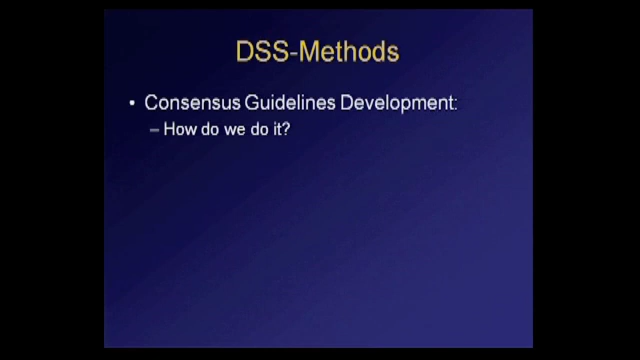 DSS-Methods
• Consensus Guidelines Development:
– How do we do it?